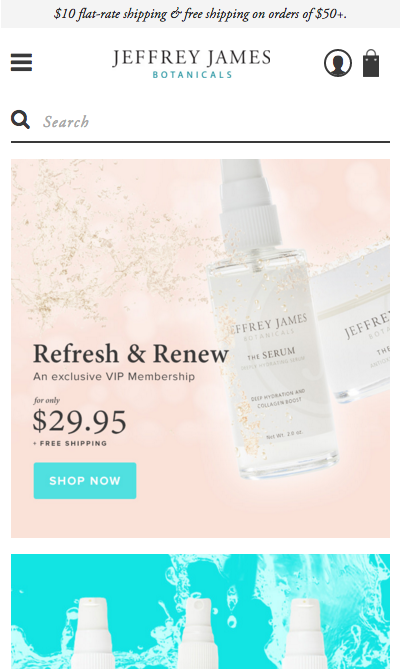 $10 flat-rate shipping & free shipping on orders of $50+.
JEFFREY JAMES
BOTANICALS
Search
JEFFREY JAMES
BOTANICALS
THE SERUM
DEEP HYDRATION AND
COLLAGEN BOOST
Net Wt. 2.0 oz.
JEFFREY
BOTA
THE
Refresh & Renew
An exclusive VIP Membership
for only
$29.95
+ FREE SHIPPING
SHOP NOW